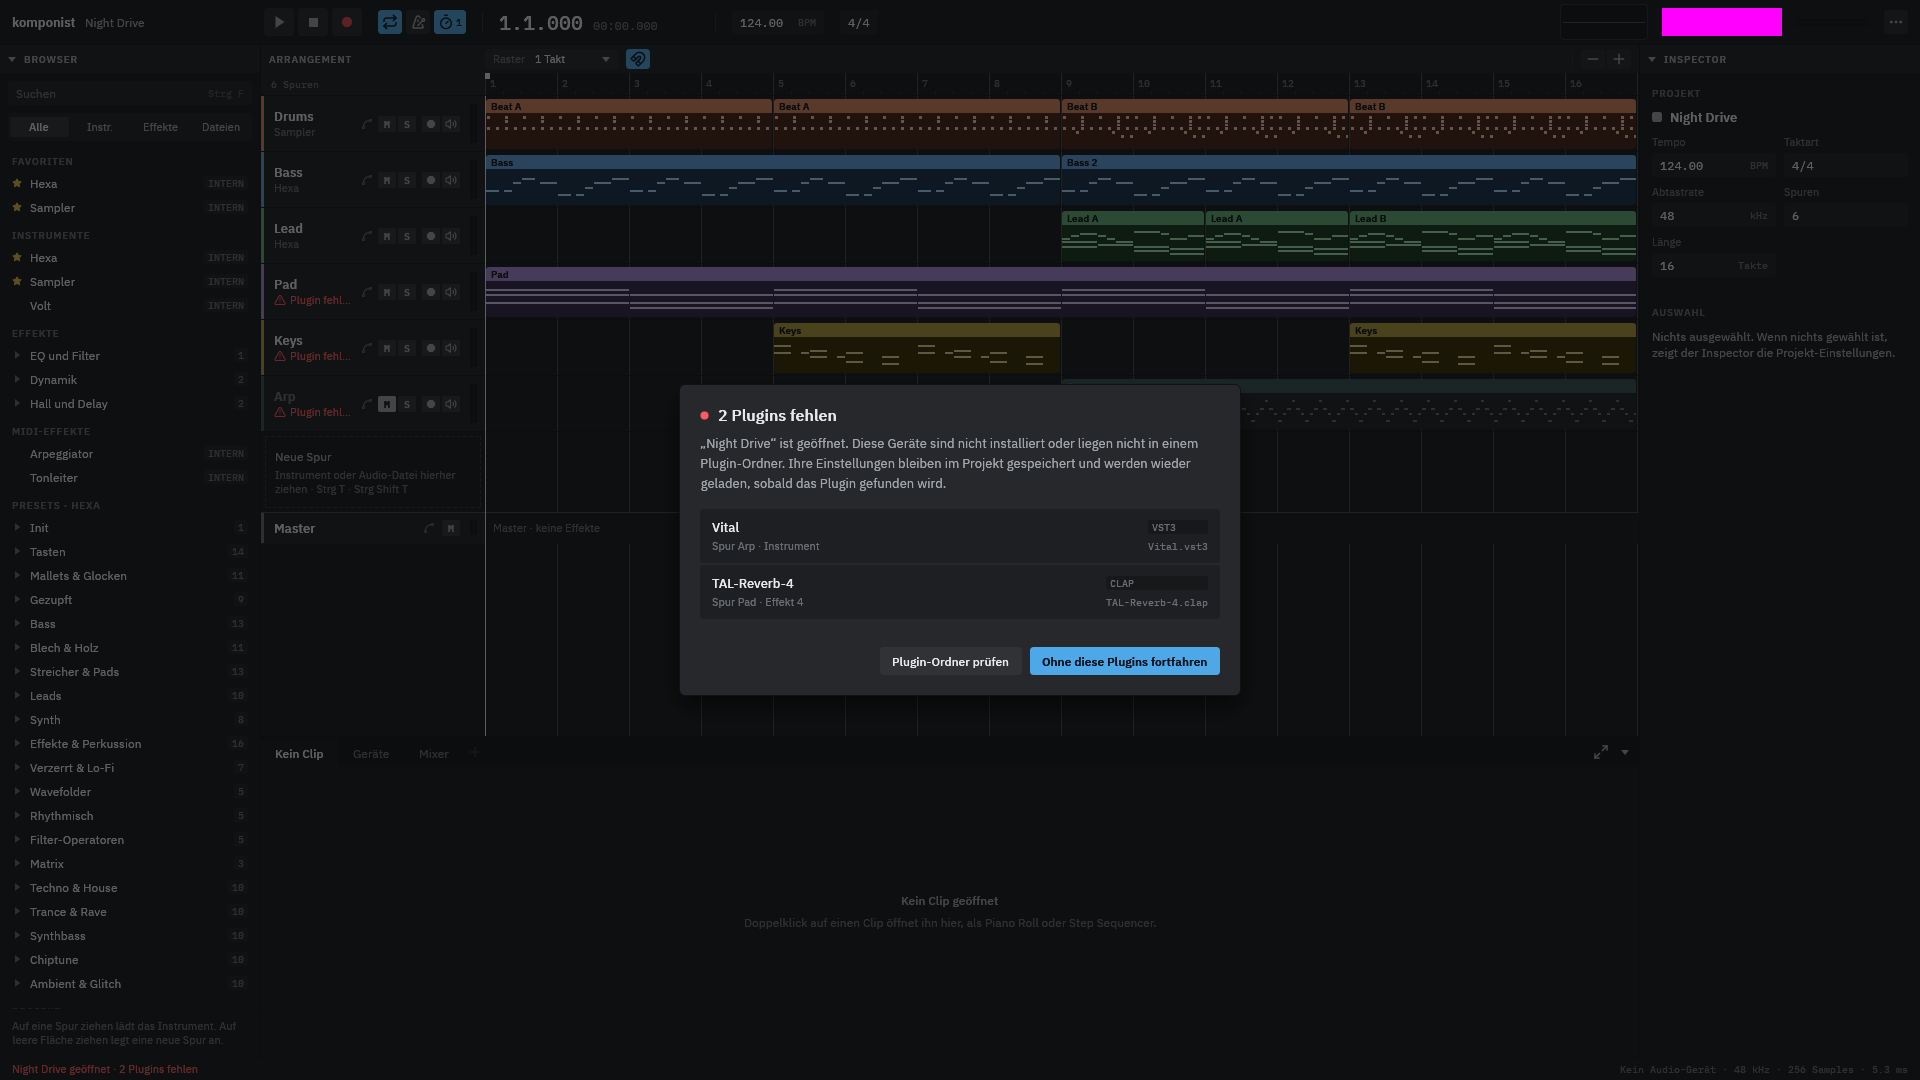 komponist Night Drive
1
1.1.000 00:00.000
124.00 BPM 4/4
BROWSER
Suchen Strg F
Alle Instr. Effekte Dateien
FAVORITEN
Hexa INTERN
Sampler INTERN
INSTRUMENTE
Hexa INTERN
Sampler INTERN
Volt INTERN
EFFEKTE
EQ und Filter 1
Dynamik 2
Hall und Delay 2
MIDI-EFFEKTE
Arpeggiator INTERN
Tonleiter INTERN
PRESETS · HEXA
Init 1
Tasten 14
Mallets & Glocken 11
Gezupft 9
Bass 13
Blech & Holz 11
Streicher & Pads 13
Leads 10
Synth 8
Effekte & Perkussion 16
Verzerrt & Lo-Fi 7
Wavefolder 5
Rhythmisch 5
Filter-Operatoren 5
Matrix 3
Techno & House 10
Trance & Rave 10
Synthbass 10
Chiptune 10
Ambient & Glitch 10
Auf eine Spur ziehen lädt das Instrument. Auf
leere Fläche ziehen legt eine neue Spur an.
Night Drive geöffnet · 2 Plugins fehlen
ARRANGEMENT
Raster 1 Takt
6 Spuren
1 2 3 4 5 6 7 8 9 10 11 12 13 14 15 16
Drums
Sampler
M S
Beat A Beat A Beat B Beat B
Bass
Hexa
M S
Bass Bass 2
Lead
Hexa
M S
Lead A Lead A Lead B
Pad
Plugin fehl...
M S
Pad
Keys
Plugin fehl...
M S
Keys Keys
Arp
Plugin fehl...
M S
Neue Spur
Instrument oder Audio-Datei hierher
ziehen · Strg T · Strg Shift T
Master M
Master · keine Effekte
2 Plugins fehlen
„Night Drive“ ist geöffnet. Diese Geräte sind nicht installiert oder liegen nicht in einem
Plugin-Ordner. Ihre Einstellungen bleiben im Projekt gespeichert und werden wieder
geladen, sobald das Plugin gefunden wird.
Vital VST3
Spur Arp · Instrument Vital.vst3
TAL-Reverb-4 CLAP
Spur Pad · Effekt 4 TAL-Reverb-4.clap
Plugin-Ordner prüfen Ohne diese Plugins fortfahren
Kein Clip Geräte Mixer
Kein Clip geöffnet
Doppelklick auf einen Clip öffnet ihn hier, als Piano Roll oder Step Sequencer.
INSPECTOR
PROJEKT
Night Drive
Tempo Taktart
124.00 BPM 4/4
Abtastrate Spuren
48 kHz 6
Länge
16 Takte
AUSWAHL
Nichts ausgewählt. Wenn nichts gewählt ist,
zeigt der Inspector die Projekt-Einstellungen.
Kein Audio-Gerät · 48 kHz · 256 Samples · 5.3 ms